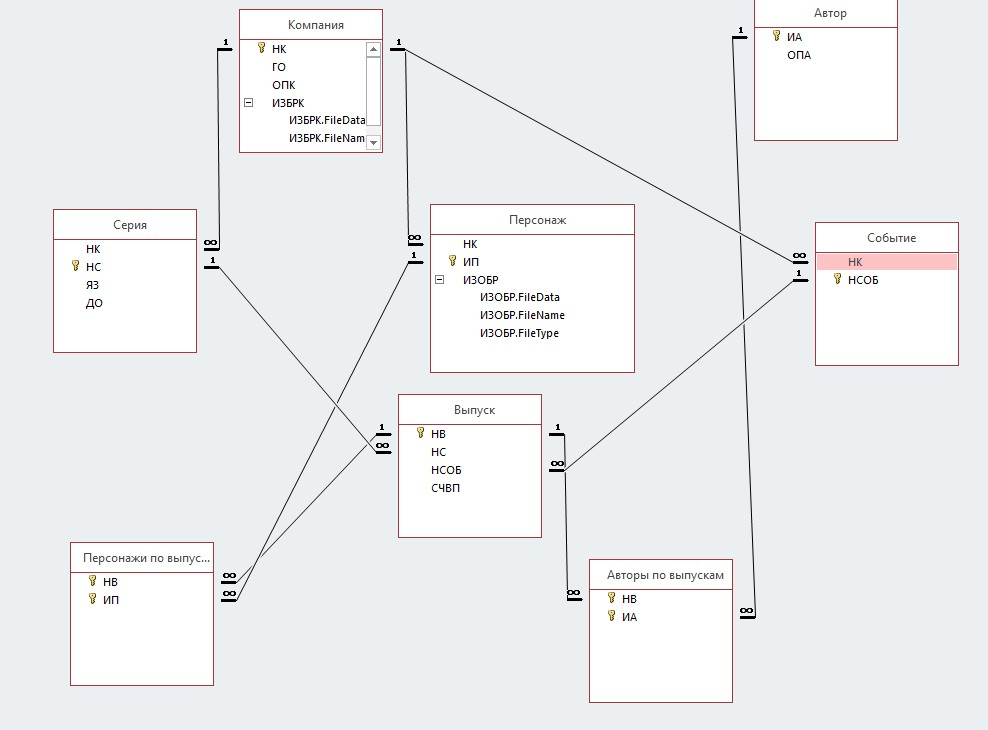 Компания
НК
ГО
ОПК
ИЗБРК
ИЗБРК.FileData
ИЗБРК.FileNam
1
1
Автор
ИА
ОПА
1
Серия
НК
НС
ЯЗ
ДО
∞
1
Персонаж
НК
ИП
ИЗОБР
ИЗОБР.FileData
ИЗОБР.FileName
ИЗОБР.FileType
∞
1
Событие
НК
НСОБ
∞
1
Выпуск
НВ
НС
НСОБ
СЧВП
1
∞
1
∞
Персонажи по выпус...
НВ
ИП
∞
∞
Авторы по выпускам
НВ
ИА
∞
∞